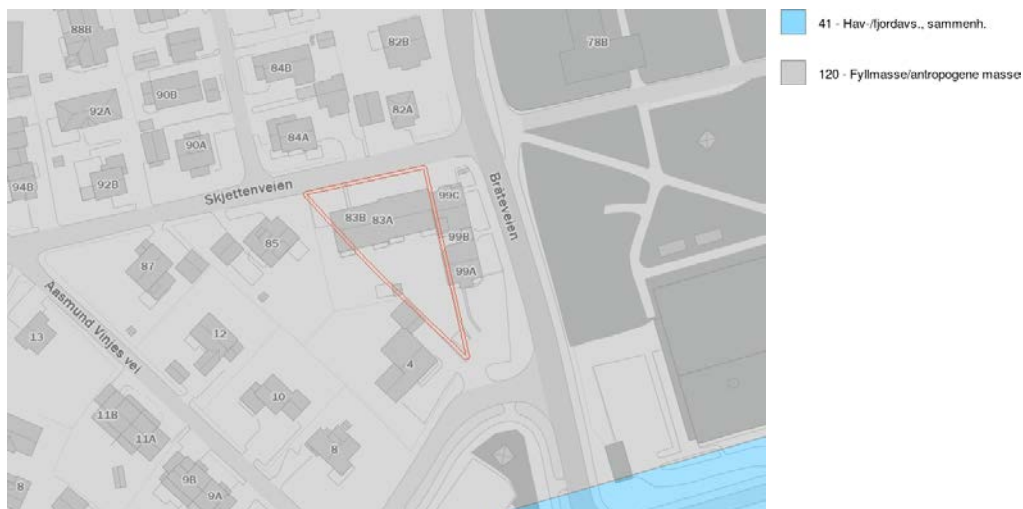 88B
82B
78B
84B
90B
92A
82A
84A
90A
94B
92B
Skjettenveien
Bråteveien
99C
83B 83A
99B
85
87
99A
Aasmund Vinjes vei
13
12
4
10
11B
11A
8
9B
9A
8
41 - Hav-/fjordavs., sammenh.
120 - Fyllmasse/antropogene masse